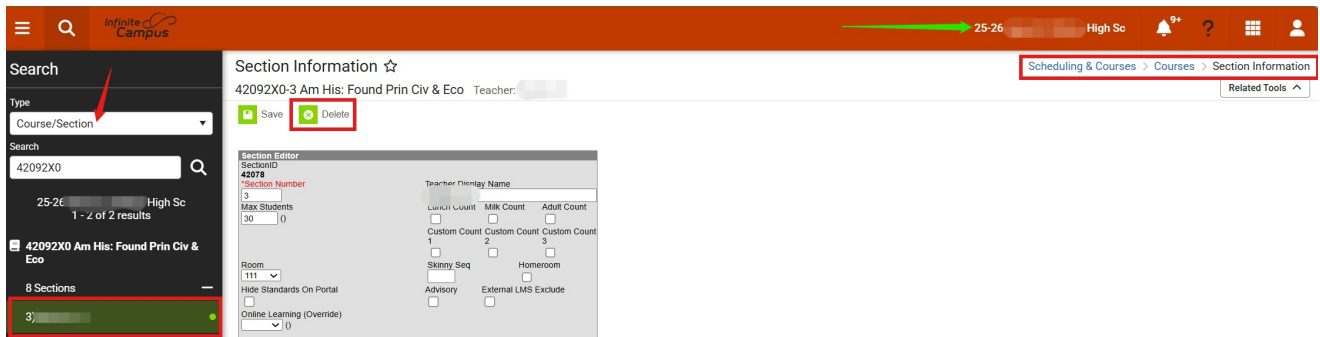 Infinite Campus
25-26 High Sc
9+
?
Search
Type
Course/Section
Search
42092X0
25-26 High Sc
1 - 2 of 2 results
42092X0 Am His: Found Prin Civ & Eco
8 Sections
3)
Section Information
Scheduling & Courses > Courses > Section Information
42092X0-3 Am His: Found Prin Civ & Eco Teacher:
Related Tools
Save Delete
Section Editor
SectionID
42078
*Section Number Teacher Display Name
3
Max Students Lunch Count Milk Count Adult Count
30 ()
Custom Count 1 Custom Count 2 Custom Count 3
Room Skinny Seq Homeroom
111
Hide Standards On Portal Advisory External LMS Exclude
Online Learning (Override)
()